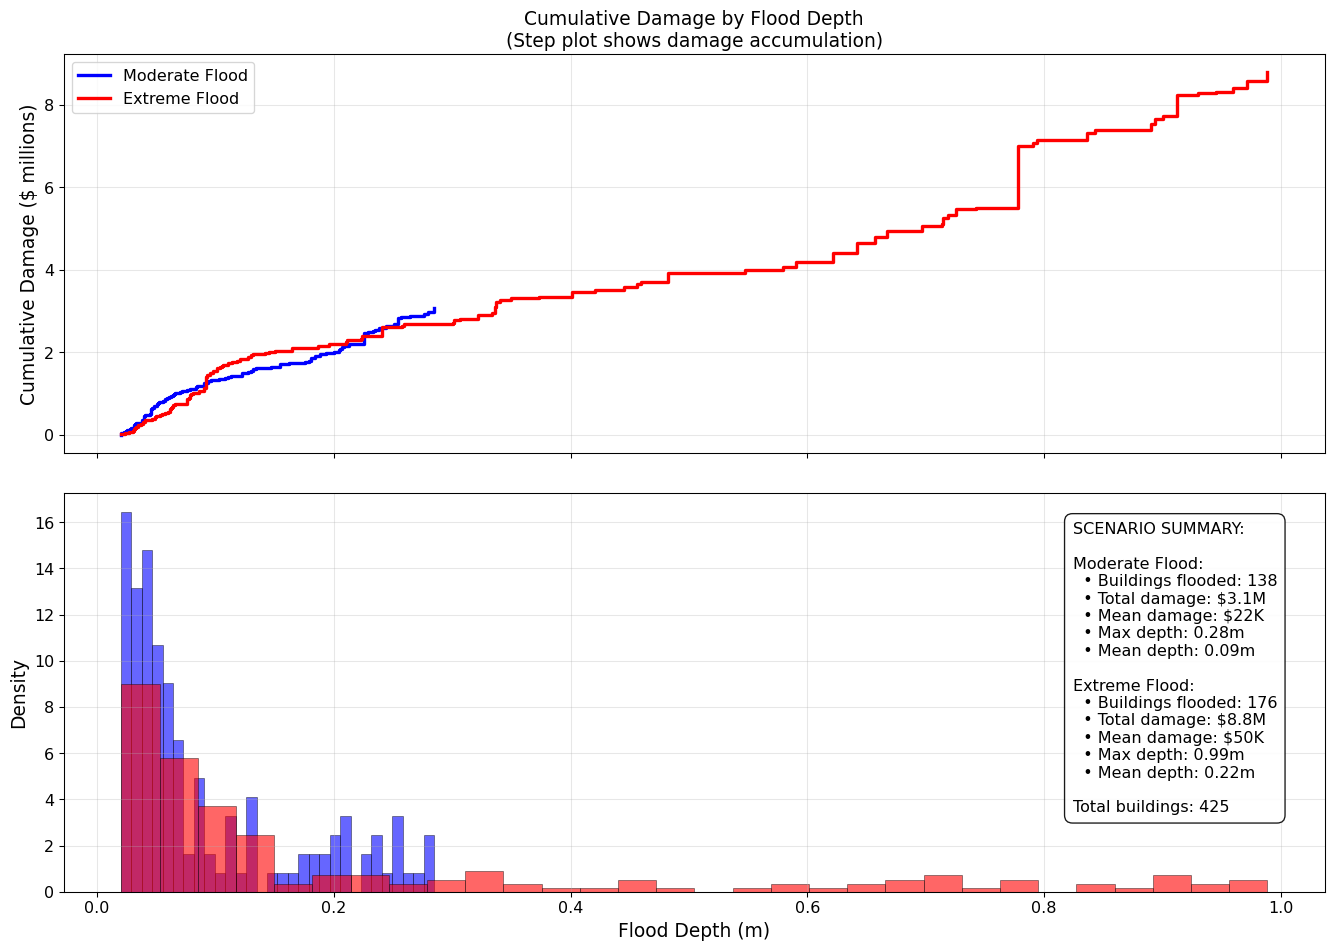 Cumulative Damage by Flood Depth
(Step plot shows damage accumulation)
Moderate Flood
Extreme Flood
Cumulative Damage ($ millions)
8
6
4
2
0
16
14
12
10
8
6
4
2
0
Density
SCENARIO SUMMARY:
Moderate Flood:
• Buildings flooded: 138
• Total damage: $3.1M
• Mean damage: $22K
• Max depth: 0.28m
• Mean depth: 0.09m
Extreme Flood:
• Buildings flooded: 176
• Total damage: $8.8M
• Mean damage: $50K
• Max depth: 0.99m
• Mean depth: 0.22m
Total buildings: 425
0.0 0.2 0.4 0.6 0.8 1.0
Flood Depth (m)